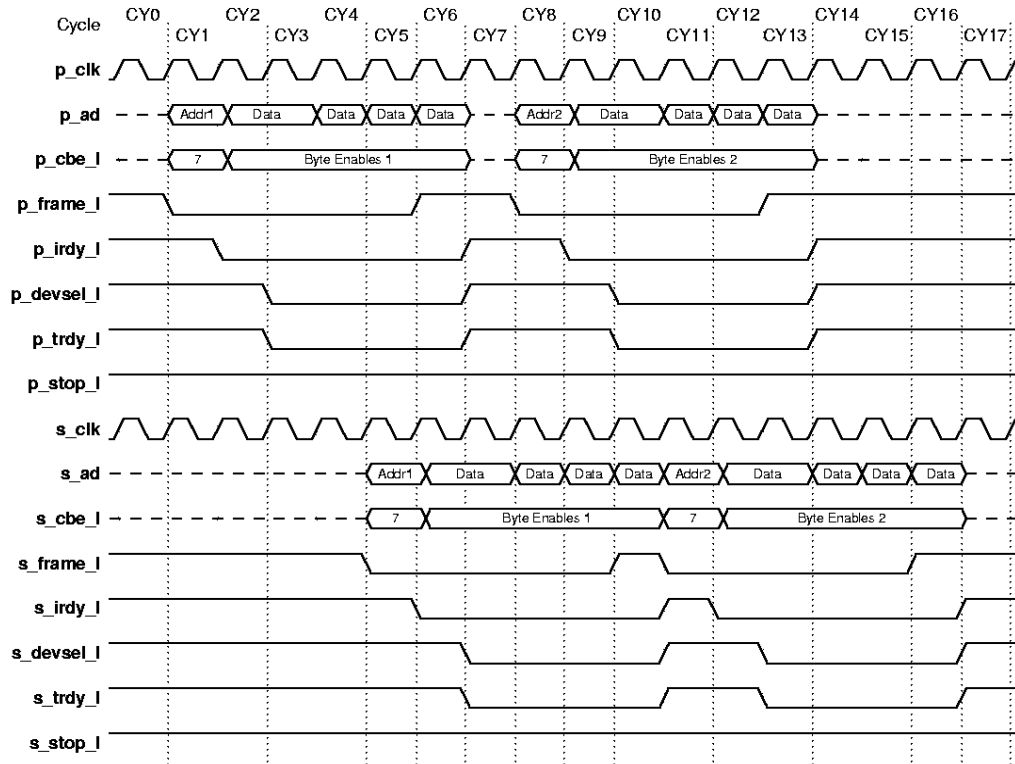 CY0 CY2 CY4 CY6 CY8 CY10 CY12 CY14 CY16
Cycle CY1 CY3 CY5 CY7 CY9 CY11 CY13 CY15 CY17
p_clk
p_ad Addr1 Data Data Data Data Addr2 Data Data Data Data
p_cbe_l 7 Byte Enables 1 7 Byte Enables 2
p_frame_l
p_irdy_l
p_devsel_l
p_trdy_l
p_stop_l
s_clk
s_ad Addr1 Data Data Data Data Addr2 Data Data Data Data
s_cbe_l 7 Byte Enables 1 7 Byte Enables 2
s_frame_l
s_irdy_l
s_devsel_l
s_trdy_l
s_stop_l